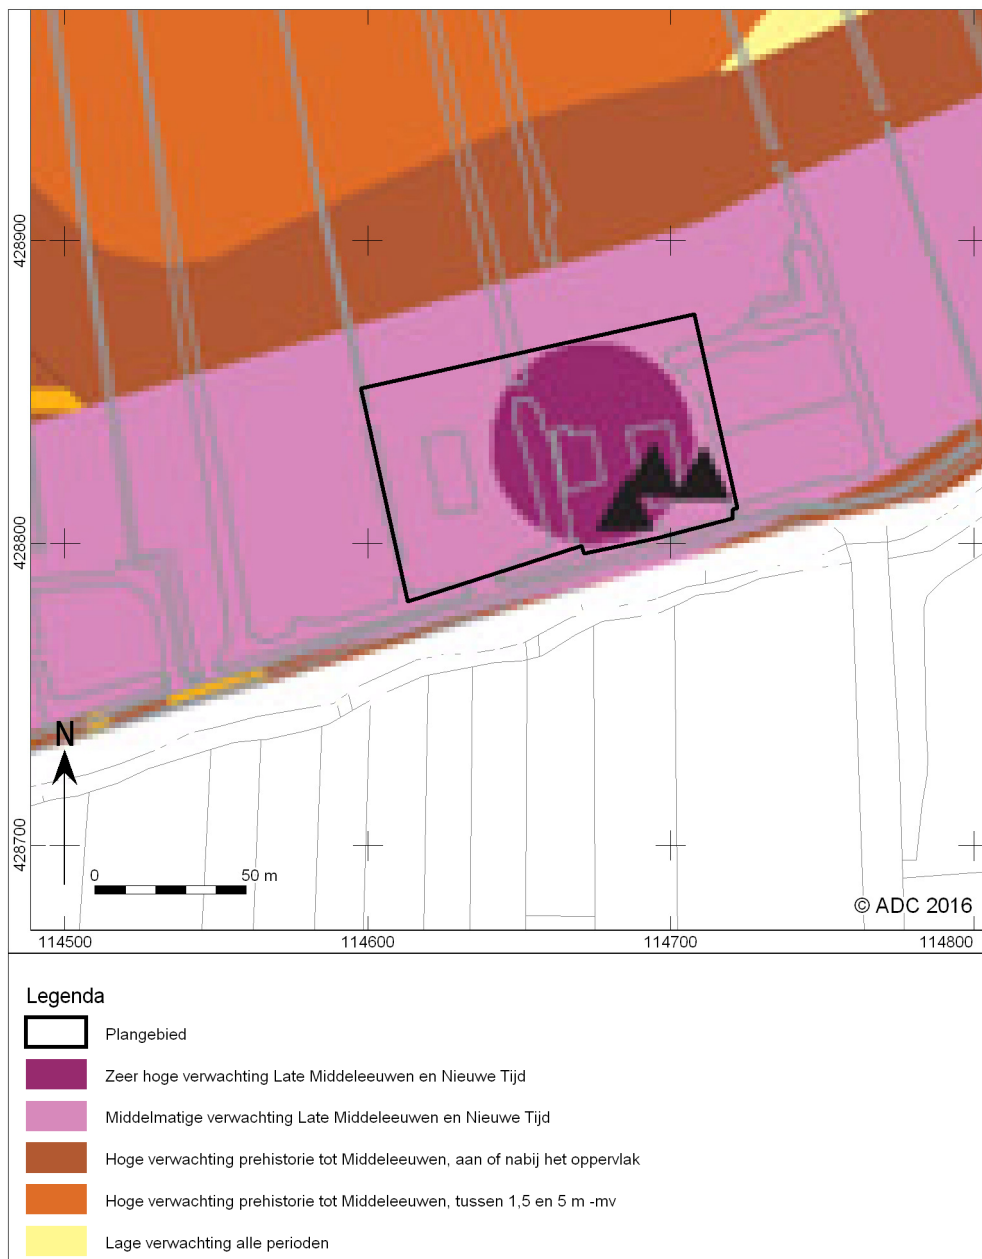 428900
428800
428700
N
0 50 m
© ADC 2016
114500 114600 114700 114800
Legenda
Plangebied
Zeer hoge verwachting Late Middeleeuwen en Nieuwe Tijd
Middelmatige verwachting Late Middeleeuwen en Nieuwe Tijd
Hoge verwachting prehistorie tot Middeleeuwen, aan of nabij het oppervlak
Hoge verwachting prehistorie tot Middeleeuwen, tussen 1,5 en 5 m -mv
Lage verwachting alle perioden